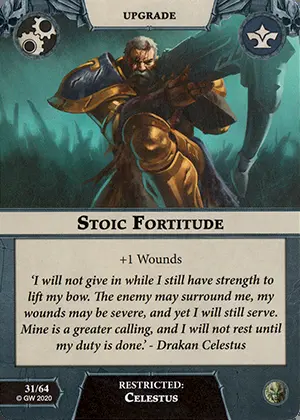 UPGRADE
STOIC FORTITUDE
+1 Wounds
‘I will not give in while I still have strength to
lift my bow. The enemy may surround me, my
wounds may be severe, and yet I will still serve.
Mine is a greater calling, and I will not rest until
my duty is done.’ - Drakan Celestus
31/64
© GW 2020
RESTRICTED:
CELESTUS